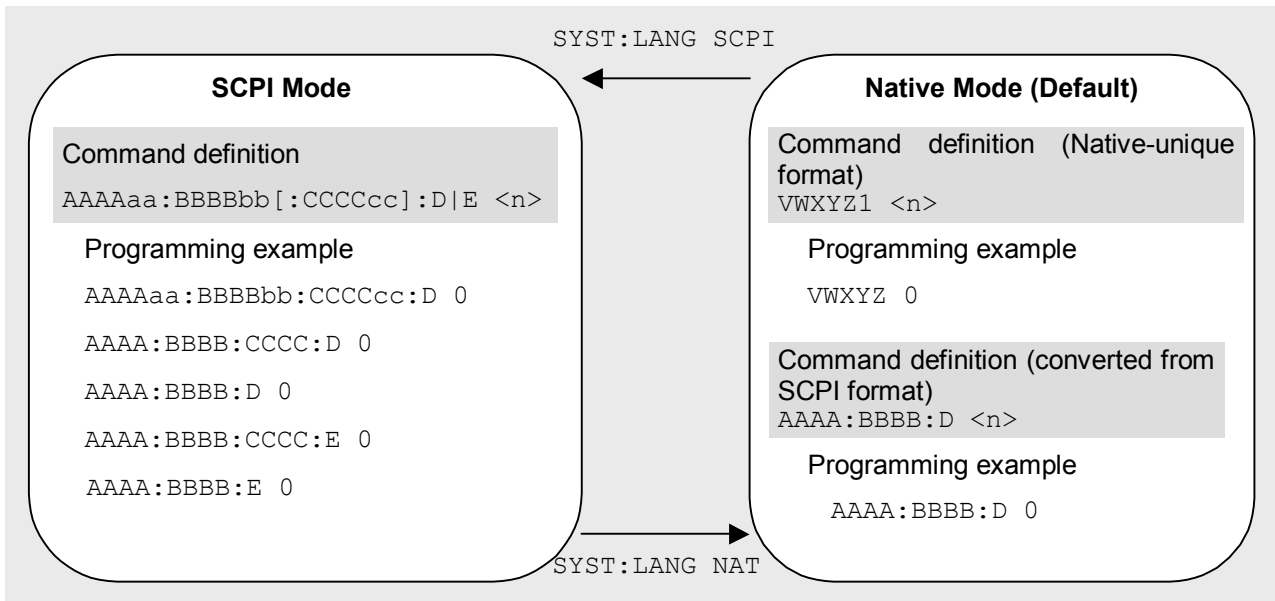 SYST:LANG SCPI
SCPI Mode
Command definition
AAAAaa:BBBBbb[:CCCCcc]:D|E <n>
Programming example
AAAAaa:BBBBbb:CCCCcc:D 0
AAAA:BBBB:CCCC:D 0
AAAA:BBBB:D 0
AAAA:BBBB:CCCC:E 0
AAAA:BBBB:E 0
Native Mode (Default)
Command definition (Native-unique
format)
VWXYZ1 <n>
Programming example
VWXYZ 0
Command definition (converted from
SCPI format)
AAAA:BBBB:D <n>
Programming example
AAAA:BBBB:D 0
SYST:LANG NAT